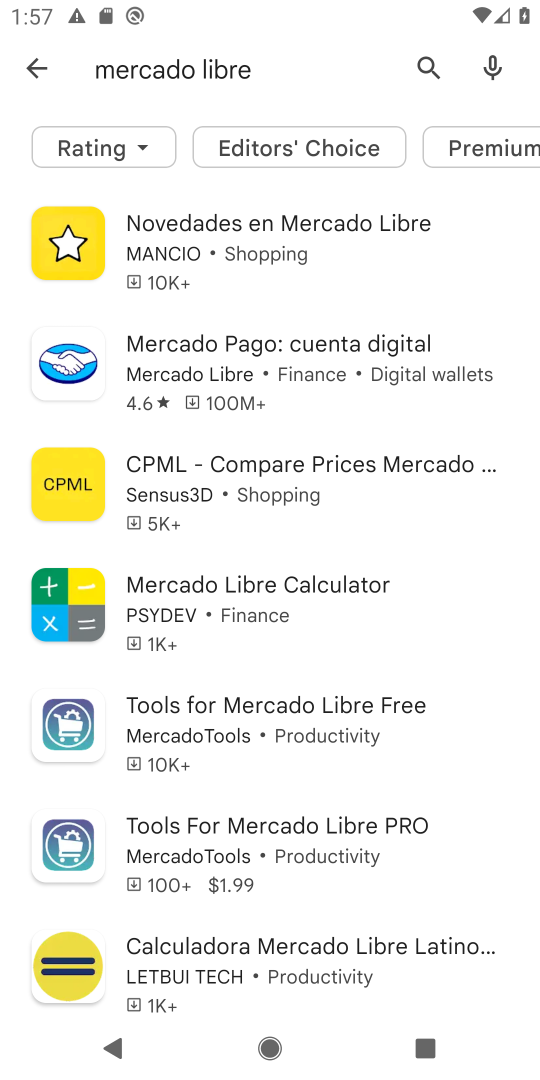 1:57
mercado libre
Rating
Editors' Choice
Premium
Novedades en Mercado Libre
MANCIO • Shopping
10K+
Mercado Pago: cuenta digital
Mercado Libre • Finance • Digital wallets
4.6★ 100M+
CPML
CPML - Compare Prices Mercado ...
Sensus3D • Shopping
5K+
Mercado Libre Calculator
PSYDEV • Finance
1K+
Tools for Mercado Libre Free
MercadoTools • Productivity
10K+
Tools For Mercado Libre PRO
MercadoTools • Productivity
100+ $1.99
Calculadora Mercado Libre Latino...
LETBUI TECH • Productivity
1K+